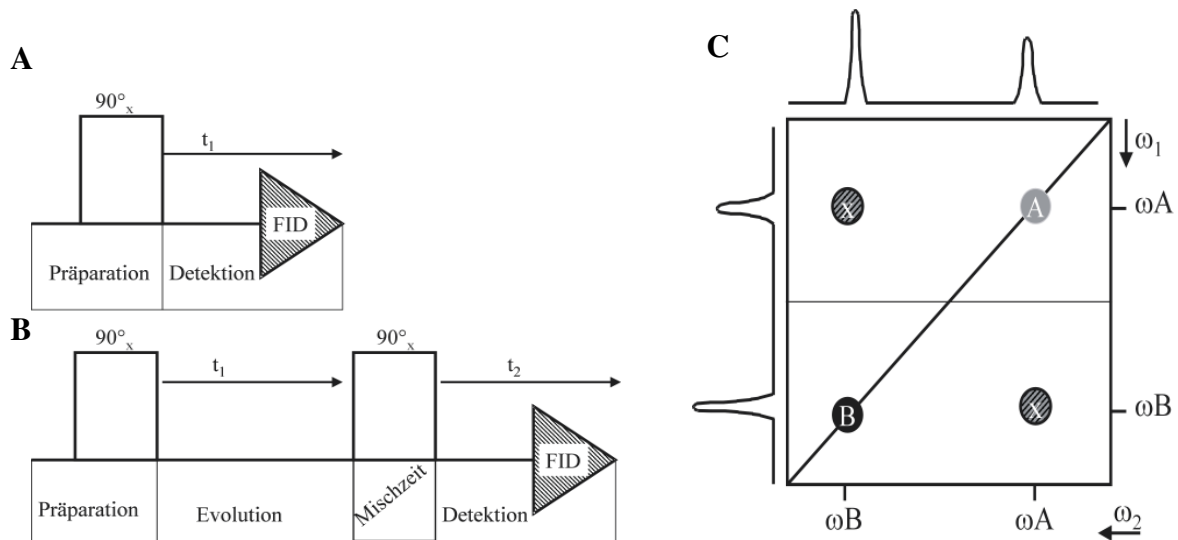 A
90°x
t1
FID
Präparation
Detektion
B
90°x
90°x
t1
t2
FID
Präparation
Evolution
Mischzeit
Detektion
C
ω1
X
A
ωA
B
X
ωB
ωB
ωA
ω2